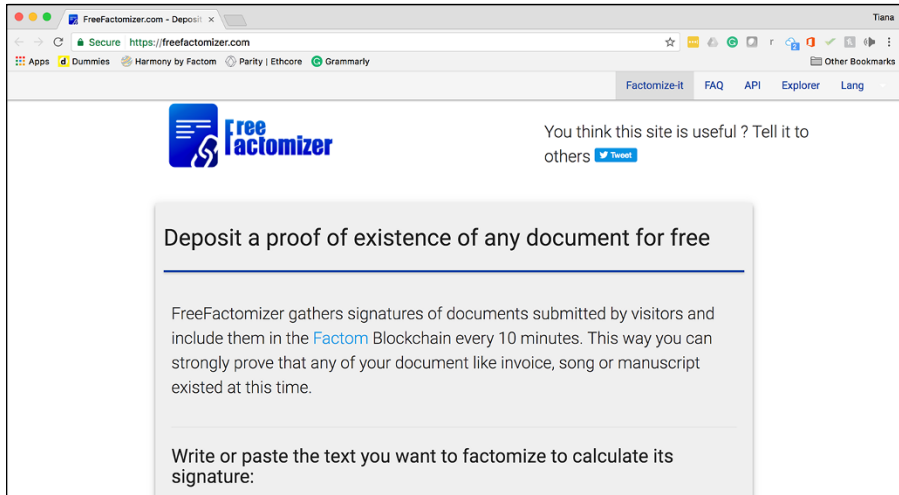 FreeFactomizer.com - Deposit
Tiana
Secure https://freefactomizer.com
Apps Dummies Harmony by Factom Parity | Ethcore Grammarly Other Bookmarks
Factomize-it FAQ API Explorer Lang
Free
Factomizer
You think this site is useful ? Tell it to
others Tweet
Deposit a proof of existence of any document for free
FreeFactomizer gathers signatures of documents submitted by visitors and
include them in the Factom Blockchain every 10 minutes. This way you can
strongly prove that any of your document like invoice, song or manuscript
existed at this time.
Write or paste the text you want to factomize to calculate its
signature: